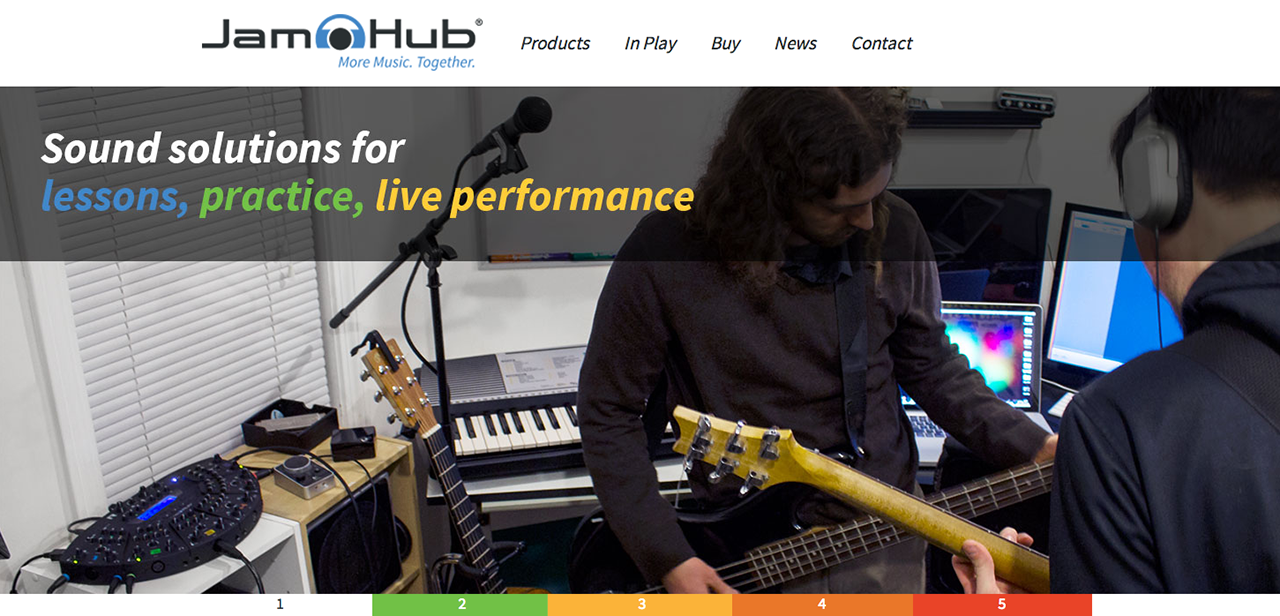 JamHub®
More Music. Together.
Products In Play Buy News Contact
Sound solutions for
lessons, practice, live performance
1 2 3 4 5